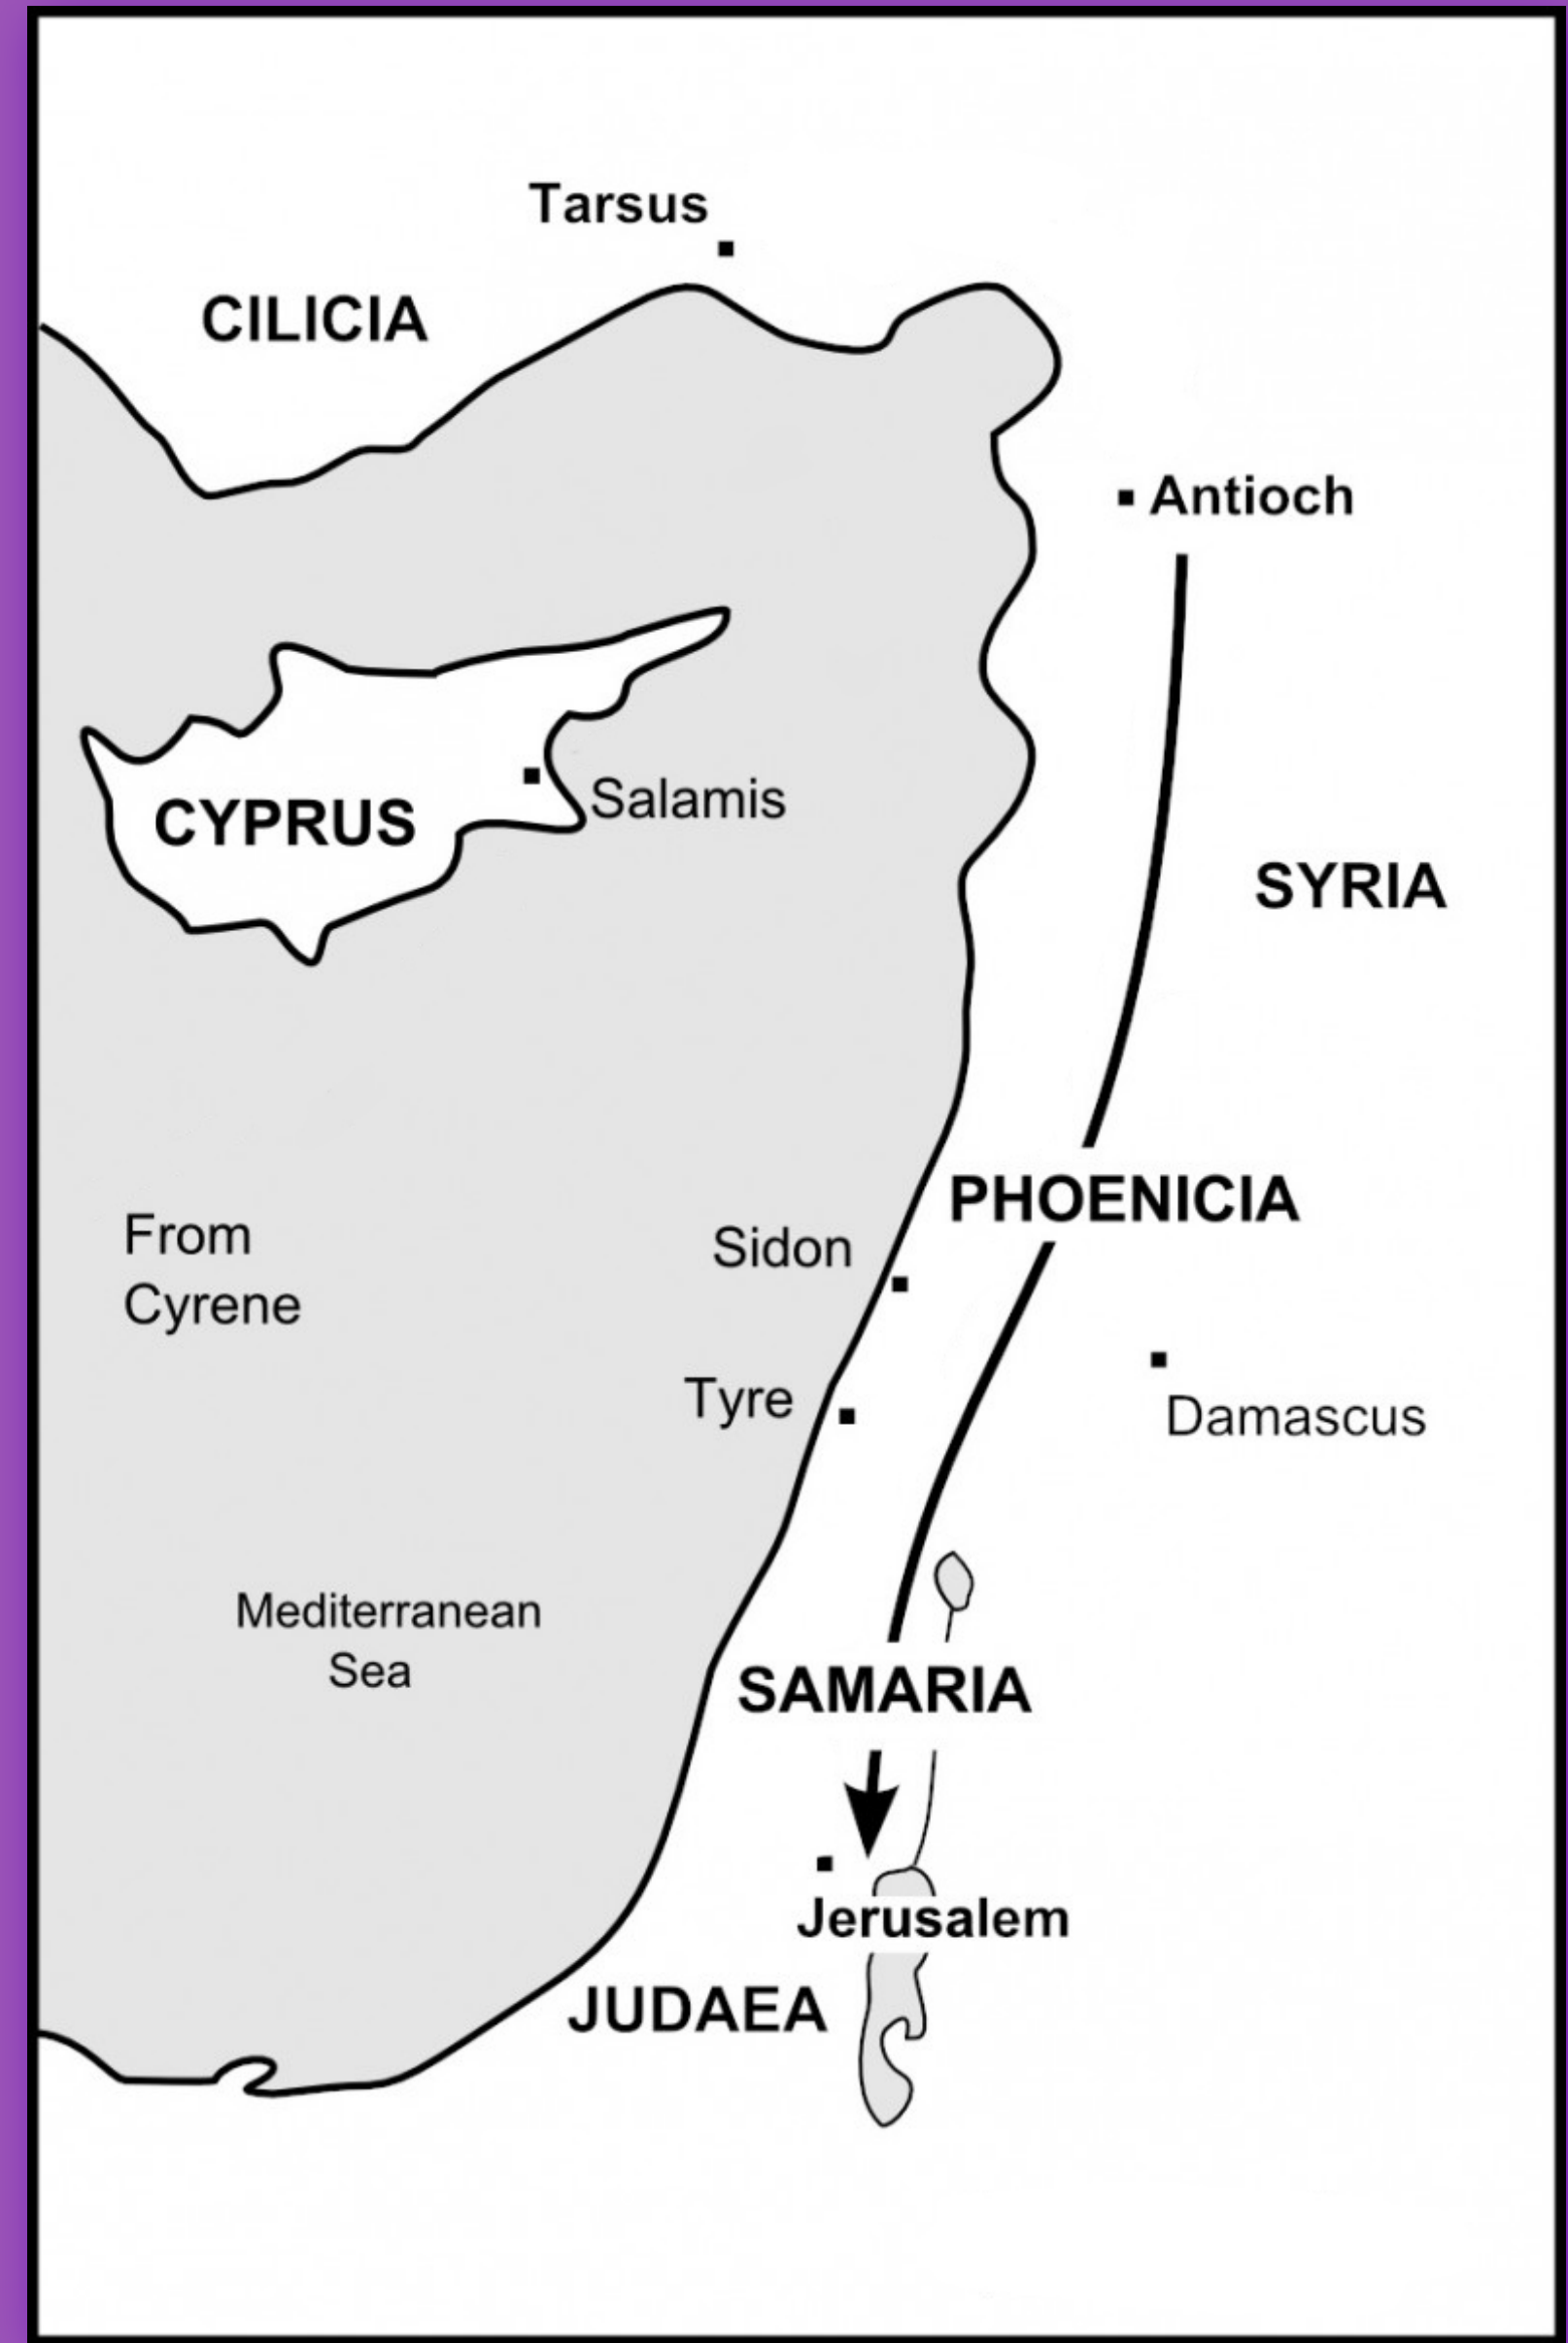 Tarsus
CILICIA
Antioch
CYPRUS
Salamis
SYRIA
PHOENICIA
From
Cyrene
Sidon
Tyre
Damascus
Mediterranean
Sea
SAMARIA
Jerusalem
JUDAEA